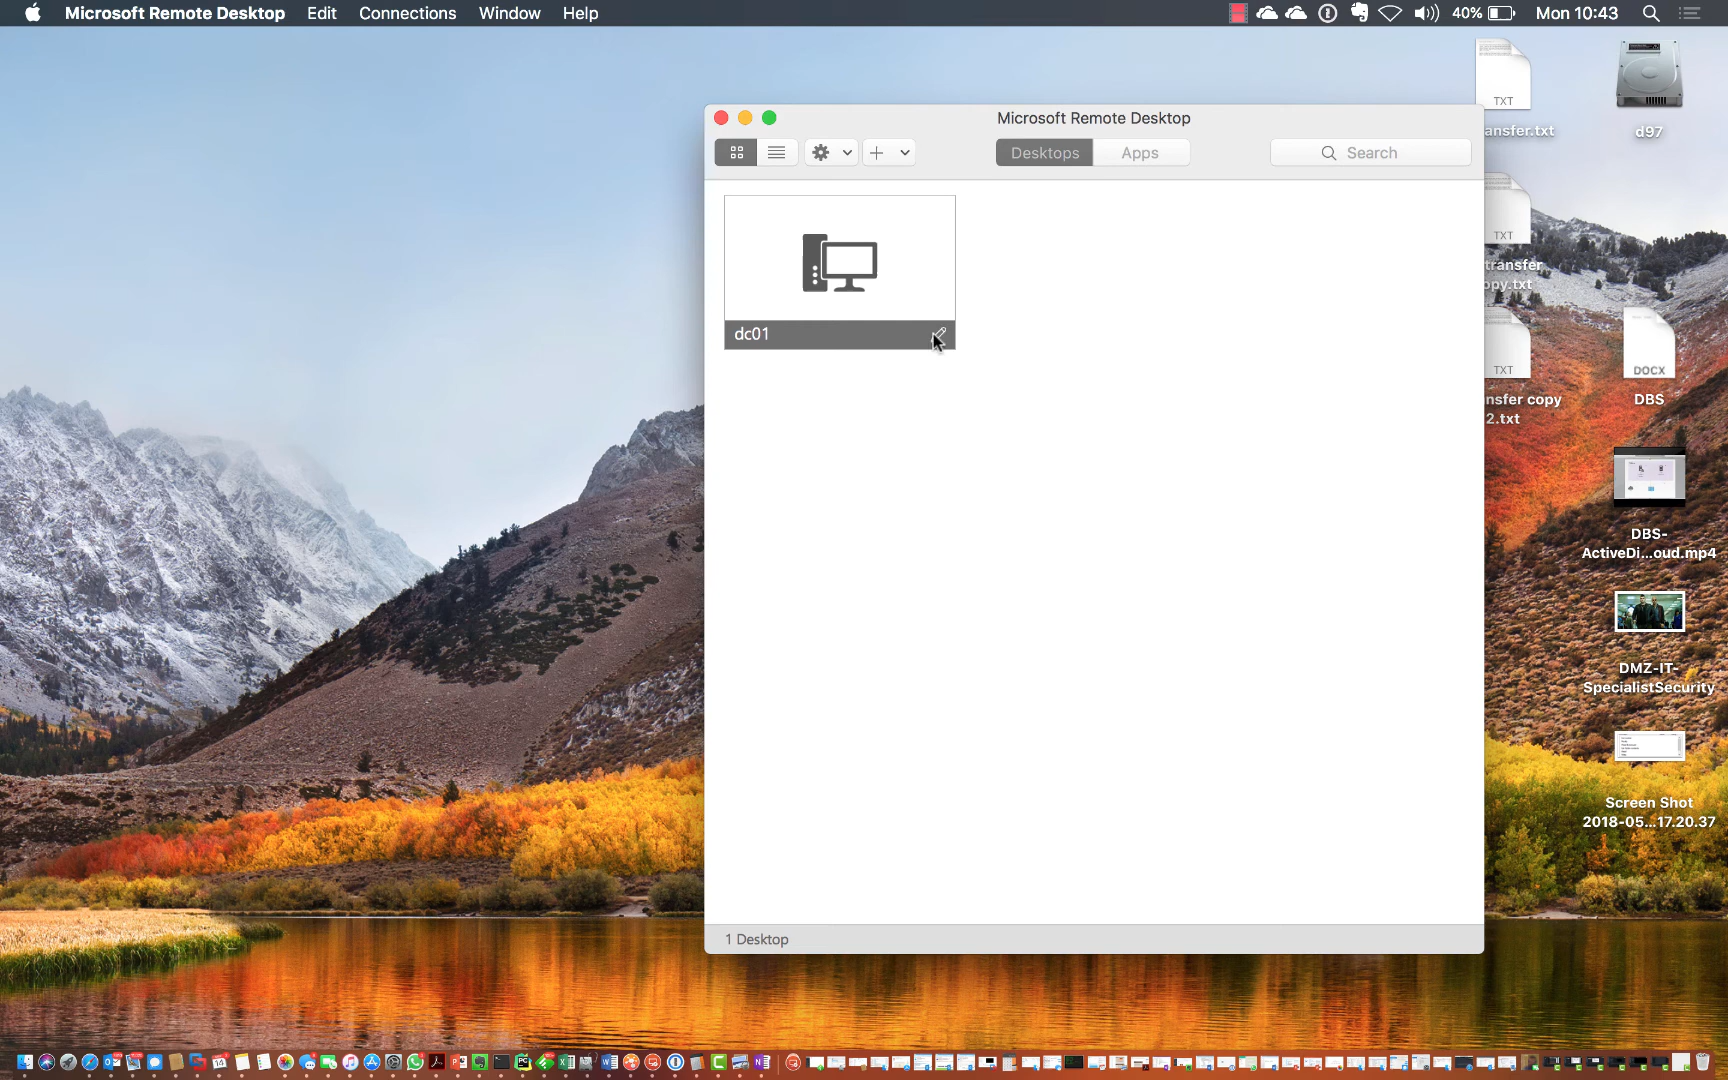 Microsoft Remote Desktop Edit Connections Window Help
40% Mon 10:43
Microsoft Remote Desktop
Desktops Apps Search
dc01
1 Desktop
TXT
ansfer.txt
d97
TXT
transfer
opy.txt
TXT
nsfer copy
2.txt
DOCX
DBS
DBS-
ActiveDi...oud.mp4
DMZ-IT-
SpecialistSecurity
Screen Shot
2018-05...17.20.37